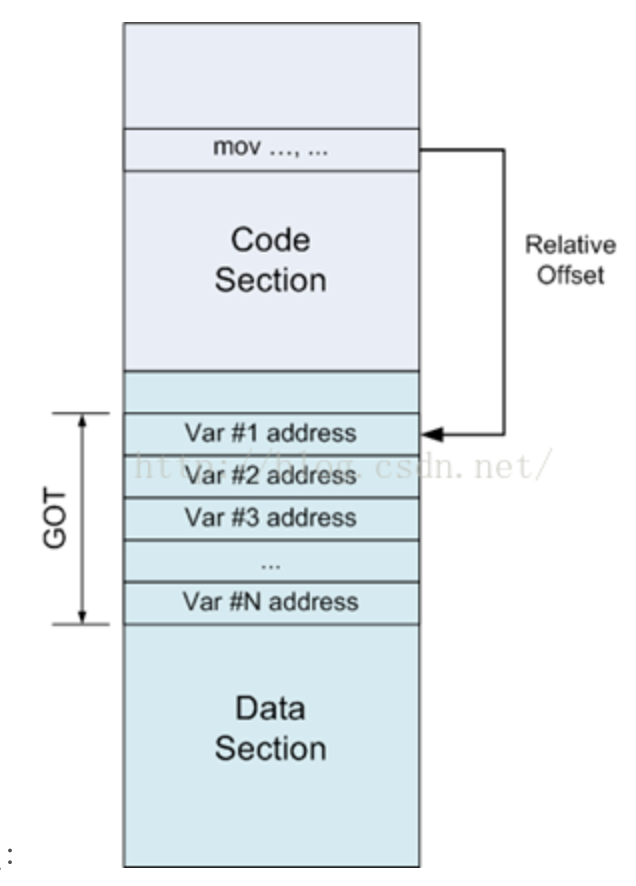 mov ..., ...
Code
Section
Relative
Offset
Var #1 address
http://blog.csdn.net/
Var #2 address
Var #3 address
...
Var #N address
GOT
Data
Section
: